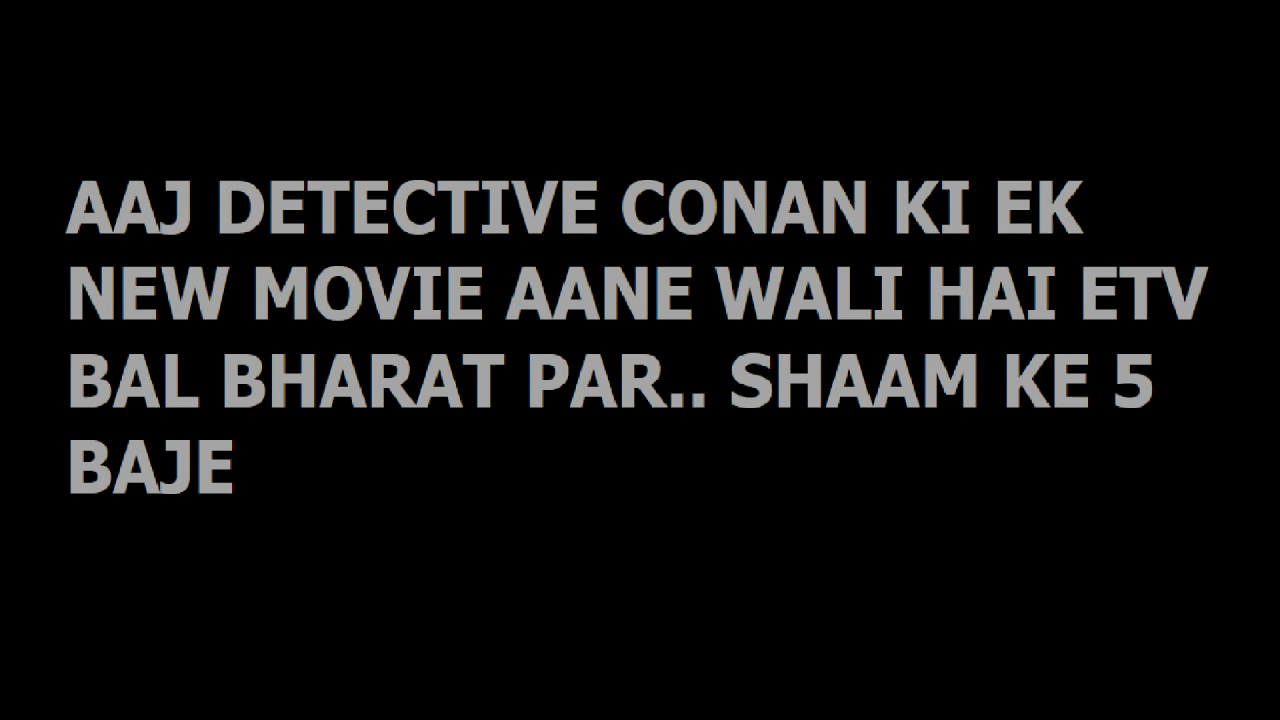 AAJ DETECTIVE CONAN KI EK
NEW MOVIE AANE WALI HAI ETV
BAL BHARAT PAR.. SHAAM KE 5
BAJE